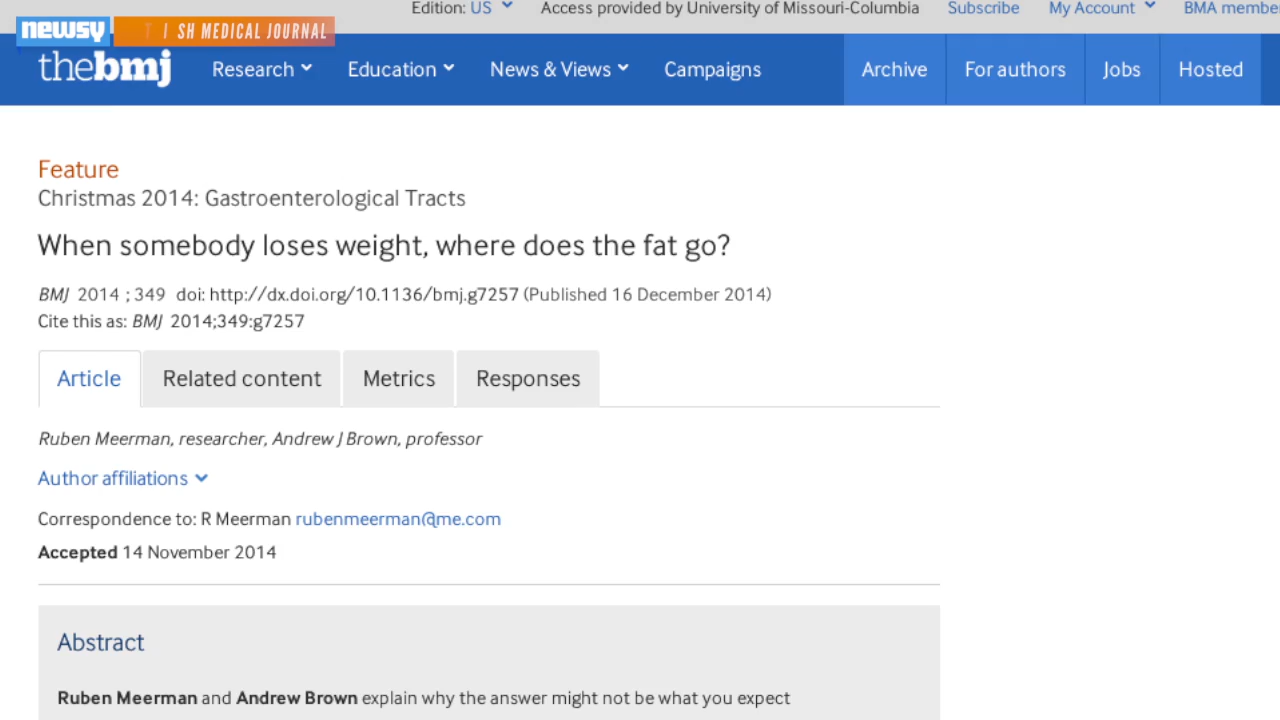 Edition: US Access provided by University of Missouri-Columbia Subscribe My Account BMA
newsy SH MEDICAL JOURNAL
thebmj Research Education News & Views Campaigns Archive For authors Jobs Hosted
Feature
Christmas 2014: Gastroenterological Tracts
When somebody loses weight, where does the fat go?
BMJ 2014 ; 349 doi: http://dx.doi.org/10.1136/bmj.g7257 (Published 16 December 2014)
Cite this as: BMJ 2014;349:g7257
Article Related content Metrics Responses
Ruben Meerman, researcher, Andrew J Brown, professor
Author affiliations
Correspondence to: R Meerman rubenmeerman@me.com
Accepted 14 November 2014
Abstract
Ruben Meerman and Andrew Brown explain why the answer might not be what you expect